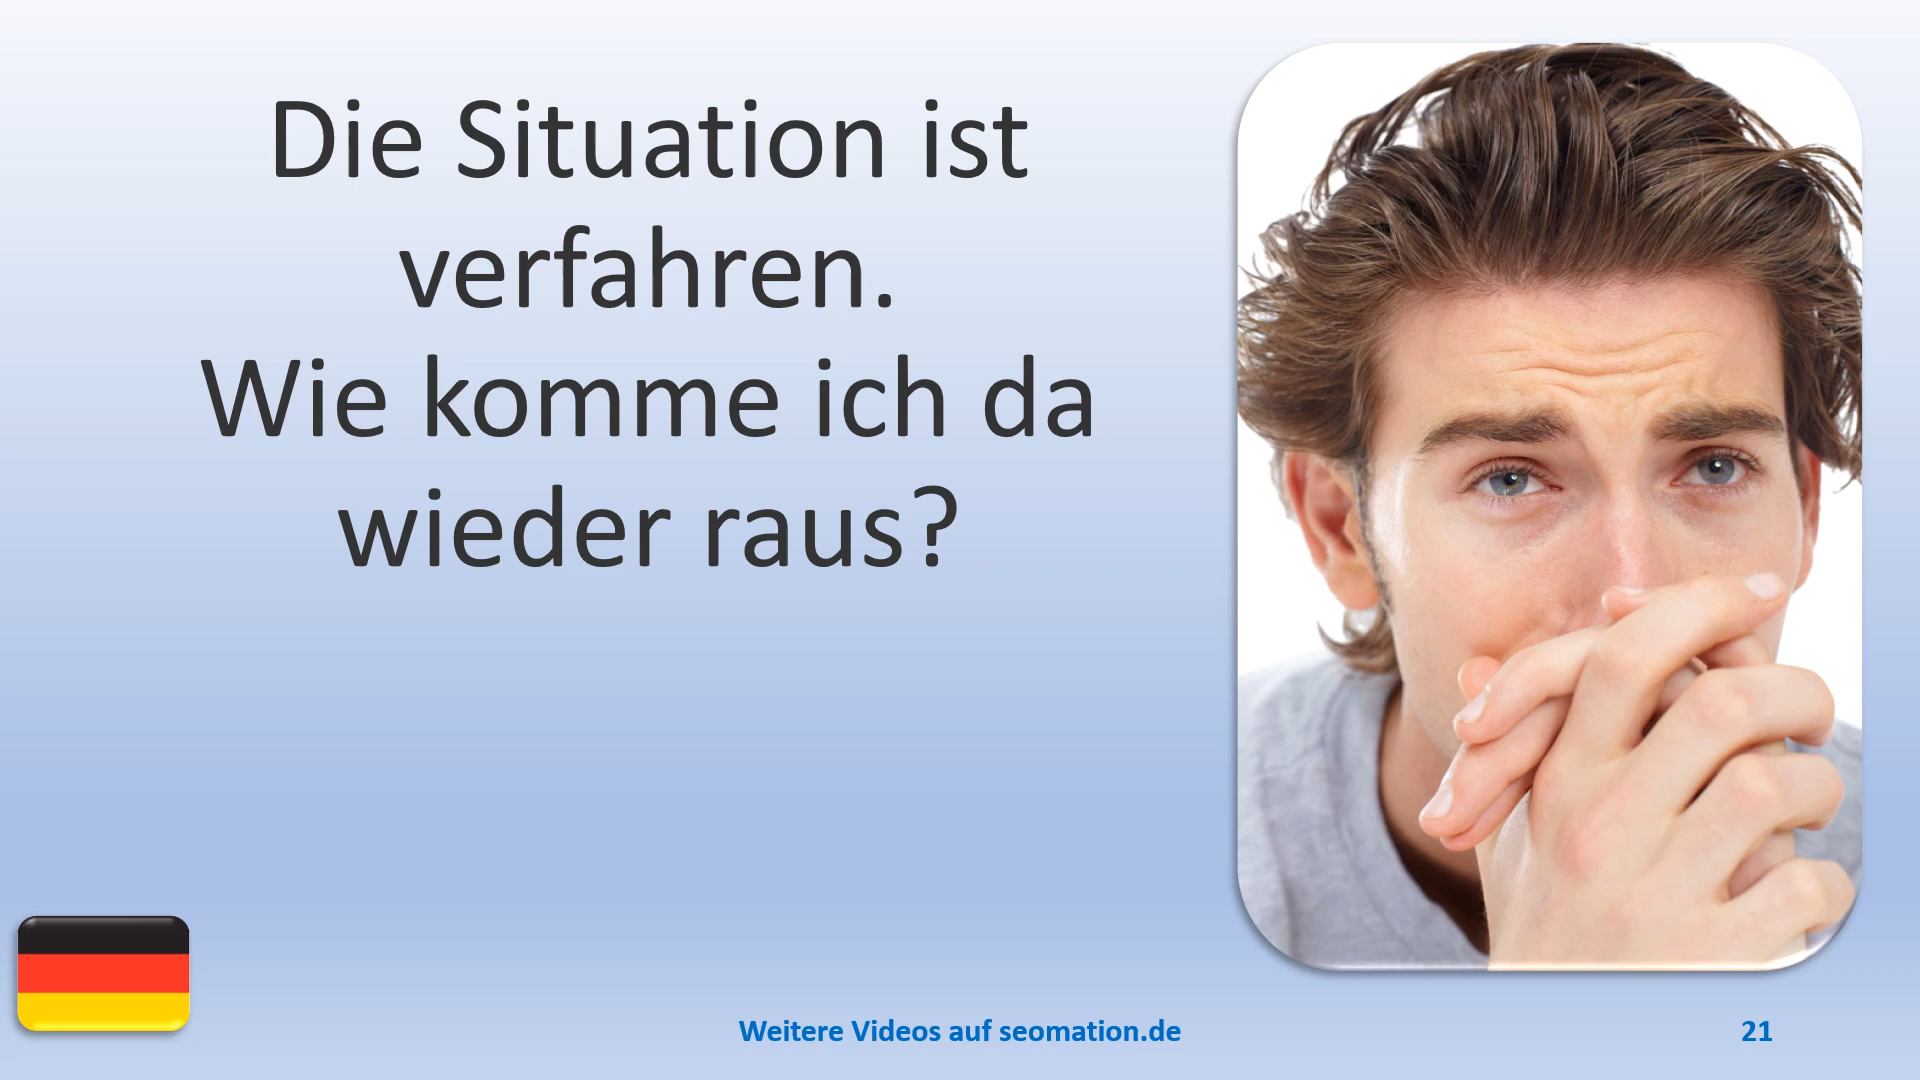 Die Situation ist
verfahren.
Wie komme ich da
wieder raus?
Weitere Videos auf seomation.de
21